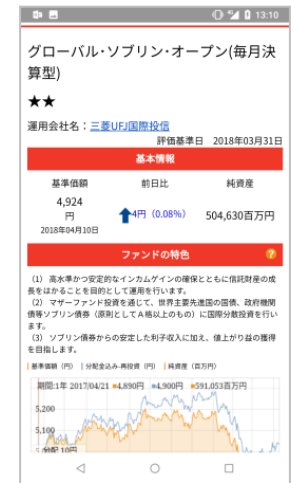 13:10
グローバル･ソブリン･オープン(毎月決
算型)
★★
運用会社名：三菱UFJ国際投信
評価基準日 2018年03月31日
基本情報
基準価額 前日比 純資産
4,924
円
2018年04月10日
4円（0.08%）
504,630百万円
ファンドの特色
?
（1） 高水準かつ安定的なインカムゲインの確保とともに信託財産の成
長をはかることを目的として運用を行います。
（2） マザーファンド投資を通じて、世界主要先進国の国債、政府機関
債等ソブリン債券（原則としてA格以上のもの）に国際分散投資を行い
ます。
（3） ソブリン債券からの安定した利子収入に加え、値上がり益の獲得
を目指します。
基準価額（円） 分配金込み-再投資（円） 純資産（百万円）
期間:1年 2017/04/21 4,890円 4,900円 591,053百万円
5,200
5,100
分配 10円